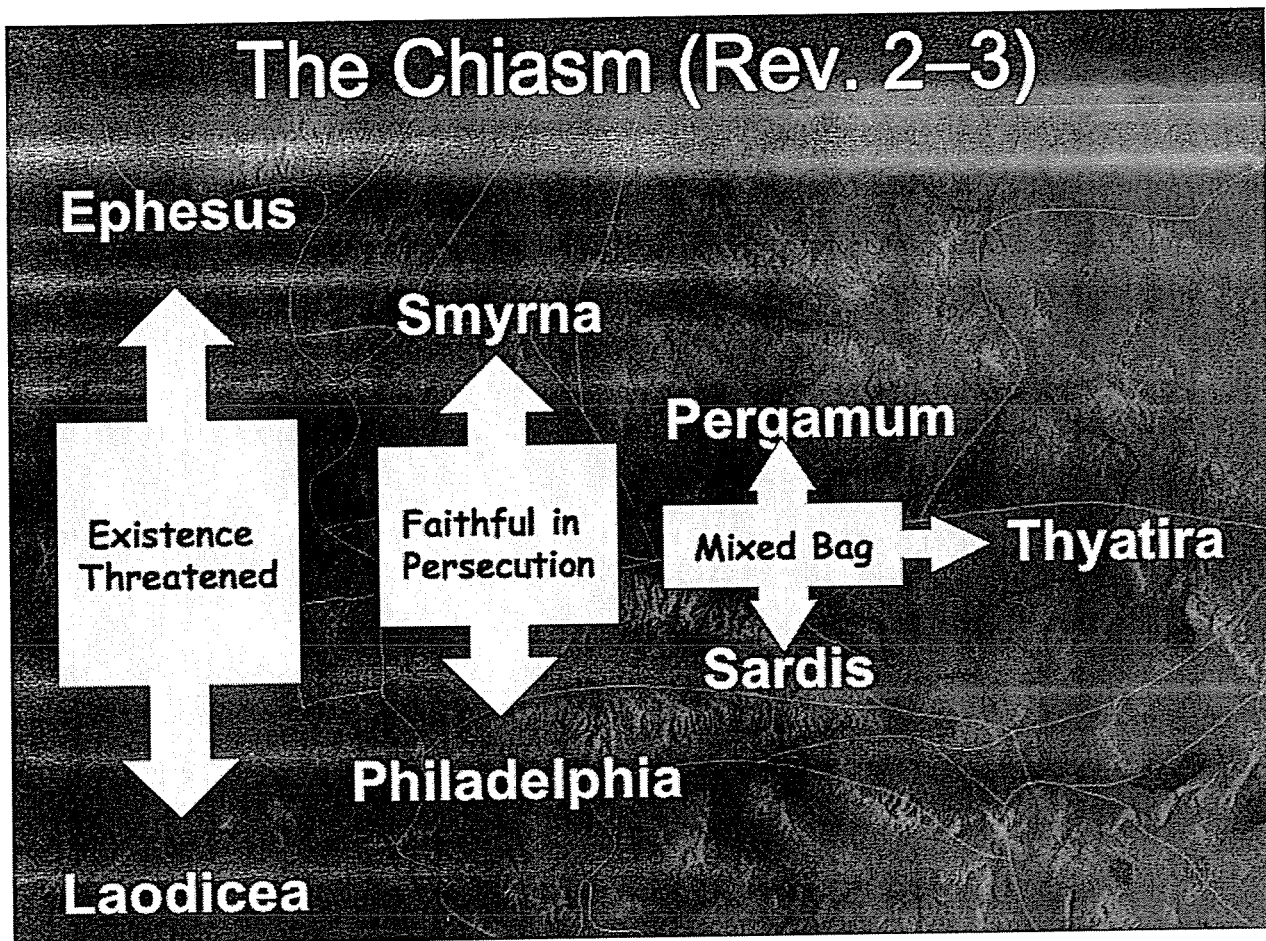 The Chiasm (Rev. 2–3)
Ephesus
Smyrna
Pergamum
Existence
Threatened
Faithful in
Persecution
Mixed Bag
Thyatira
Sardis
Philadelphia
Laodicea